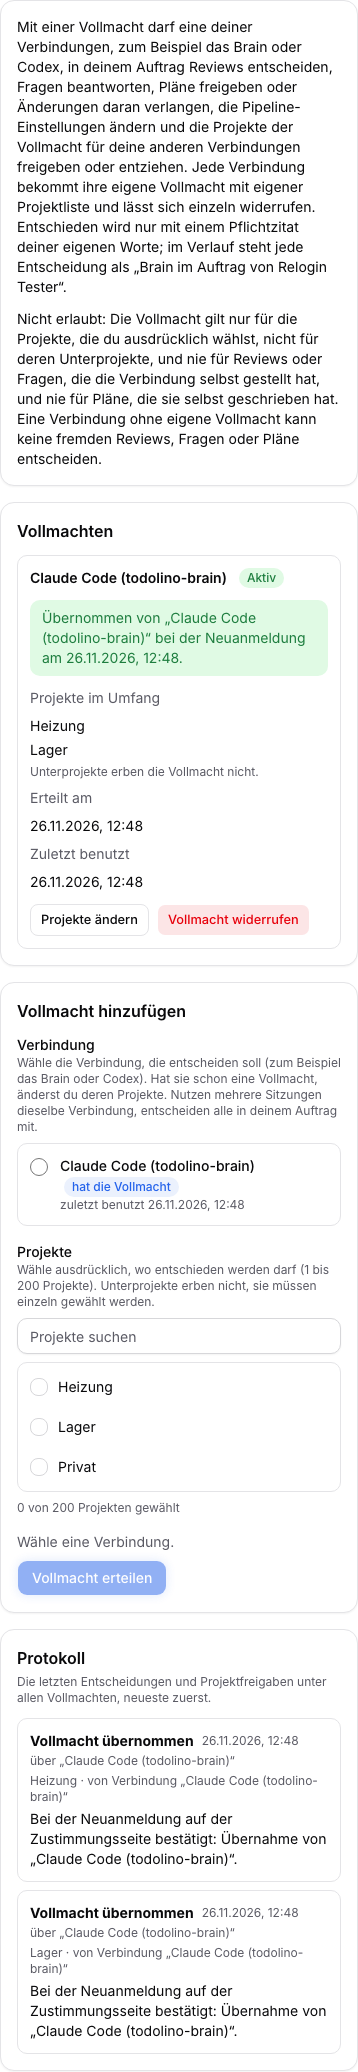 Mit einer Vollmacht darf eine deiner
Verbindungen, zum Beispiel das Brain oder
Codex, in deinem Auftrag Reviews entscheiden,
Fragen beantworten, Pläne freigeben oder
Änderungen daran verlangen, die Pipeline-
Einstellungen ändern und die Projekte der
Vollmacht für deine anderen Verbindungen
freigeben oder entziehen. Jede Verbindung
bekommt ihre eigene Vollmacht mit eigener
Projektliste und lässt sich einzeln widerrufen.
Entschieden wird nur mit einem Pflichtzitat
deiner eigenen Worte; im Verlauf steht jede
Entscheidung als „Brain im Auftrag von Relogin
Tester“.
Nicht erlaubt: Die Vollmacht gilt nur für die
Projekte, die du ausdrücklich wählst, nicht für
deren Unterprojekte, und nie für Reviews oder
Fragen, die die Verbindung selbst gestellt hat,
und nie für Pläne, die sie selbst geschrieben hat.
Eine Verbindung ohne eigene Vollmacht kann
keine fremden Reviews, Fragen oder Pläne
entscheiden.
Vollmachten
Claude Code (todolino-brain) Aktiv
Übernommen von „Claude Code
(todolino-brain)“ bei der Neuanmeldung
am 26.11.2026, 12:48.
Projekte im Umfang
Heizung
Lager
Unterprojekte erben die Vollmacht nicht.
Erteilt am
26.11.2026, 12:48
Zuletzt benutzt
26.11.2026, 12:48
Projekte ändern Vollmacht widerrufen
Vollmacht hinzufügen
Verbindung
Wähle die Verbindung, die entscheiden soll (zum Beispiel
das Brain oder Codex). Hat sie schon eine Vollmacht,
änderst du deren Projekte. Nutzen mehrere Sitzungen
dieselbe Verbindung, entscheiden alle in deinem Auftrag
mit.
Claude Code (todolino-brain)
hat die Vollmacht
zuletzt benutzt 26.11.2026, 12:48
Projekte
Wähle ausdrücklich, wo entschieden werden darf (1 bis
200 Projekte). Unterprojekte erben nicht, sie müssen
einzeln gewählt werden.
Projekte suchen
Heizung
Lager
Privat
0 von 200 Projekten gewählt
Wähle eine Verbindung.
Vollmacht erteilen
Protokoll
Die letzten Entscheidungen und Projektfreigaben unter
allen Vollmachten, neueste zuerst.
Vollmacht übernommen 26.11.2026, 12:48
über „Claude Code (todolino-brain)“
Heizung · von Verbindung „Claude Code (todolino-
brain)“
Bei der Neuanmeldung auf der
Zustimmungsseite bestätigt: Übernahme von
„Claude Code (todolino-brain)“.
Vollmacht übernommen 26.11.2026, 12:48
über „Claude Code (todolino-brain)“
Lager · von Verbindung „Claude Code (todolino-
brain)“
Bei der Neuanmeldung auf der
Zustimmungsseite bestätigt: Übernahme von
„Claude Code (todolino-brain)“.